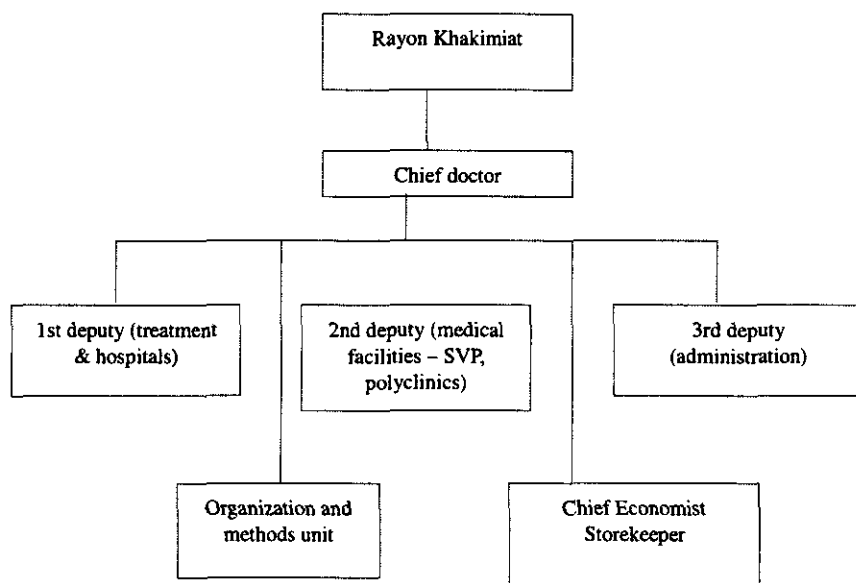 Rayon Khakimiat
Chief doctor
1st deputy (treatment
& hospitals)
2nd deputy (medical
facilities – SVP,
polyclinics)
3rd deputy
(administration)
Organization and
methods unit
Chief Economist
Storekeeper